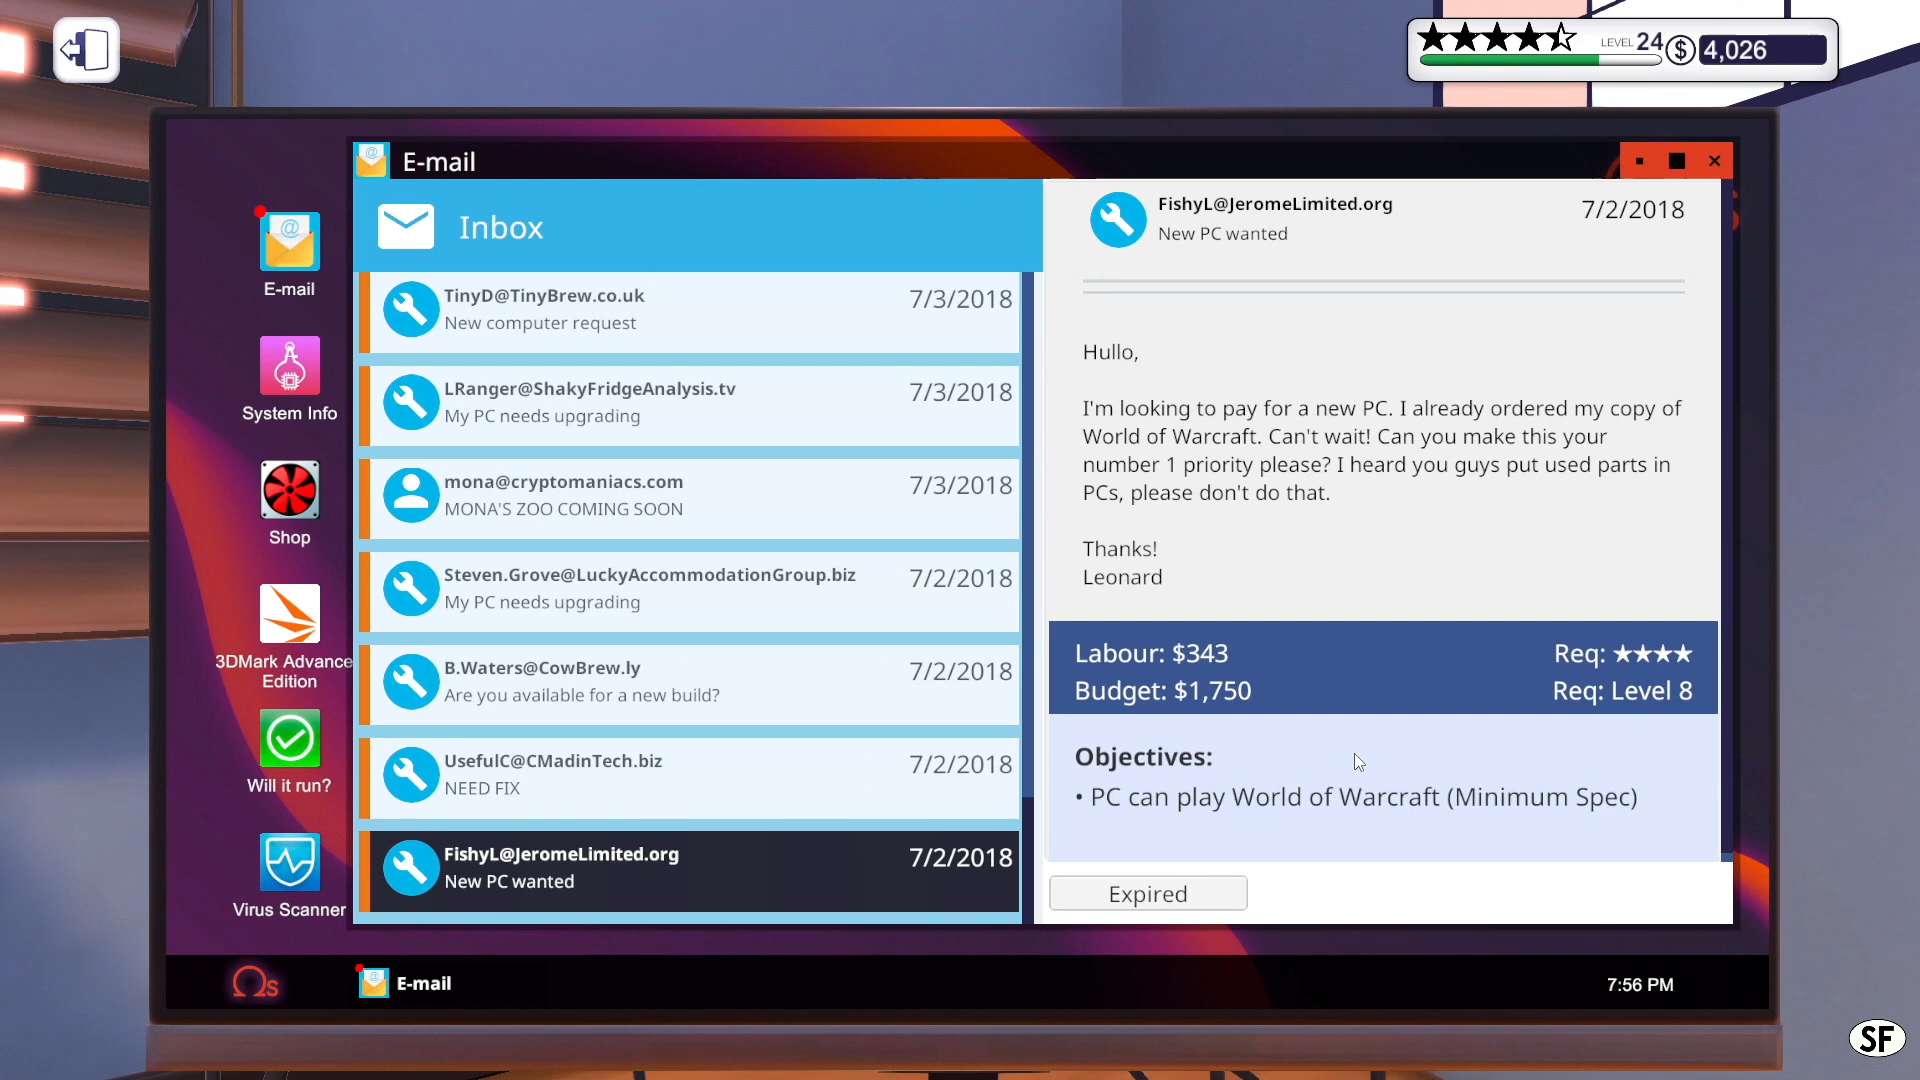 ★★★★⯪ LEVEL 24 $ 4,026
E-mail
Inbox
TinyD@TinyBrew.co.uk 7/3/2018
New computer request
LRanger@ShakyFridgeAnalysis.tv 7/3/2018
My PC needs upgrading
mona@cryptomaniacs.com 7/3/2018
MONA'S ZOO COMING SOON
Steven.Grove@LuckyAccommodationGroup.biz 7/2/2018
My PC needs upgrading
B.Waters@CowBrew.ly 7/2/2018
Are you available for a new build?
UsefulC@CMadinTech.biz 7/2/2018
NEED FIX
FishyL@JeromeLimited.org 7/2/2018
New PC wanted
FishyL@JeromeLimited.org 7/2/2018
New PC wanted
Hullo,
I'm looking to pay for a new PC. I already ordered my copy of
World of Warcraft. Can't wait! Can you make this your
number 1 priority please? I heard you guys put used parts in
PCs, please don't do that.
Thanks!
Leonard
Labour: $343 Req: ★★★★
Budget: $1,750 Req: Level 8
Objectives:
• PC can play World of Warcraft (Minimum Spec)
Expired
E-mail
System Info
Shop
3DMark Advance
Edition
Will it run?
Virus Scanner
Ωs
E-mail
7:56 PM
SF